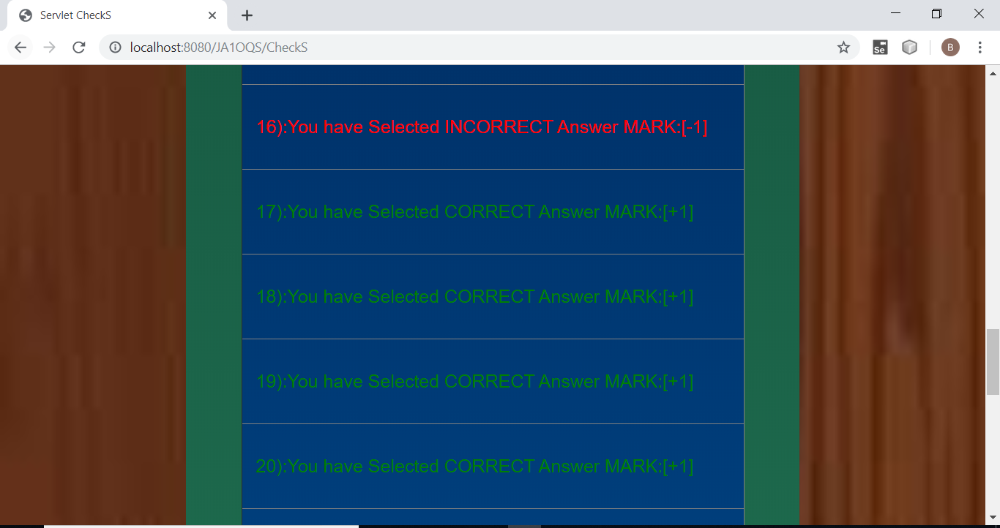 Servlet CheckS
localhost:8080/JA1OQS/CheckS
Se
B
16):You have Selected INCORRECT Answer MARK:[-1]
17):You have Selected CORRECT Answer MARK:[+1]
18):You have Selected CORRECT Answer MARK:[+1]
19):You have Selected CORRECT Answer MARK:[+1]
20):You have Selected CORRECT Answer MARK:[+1]